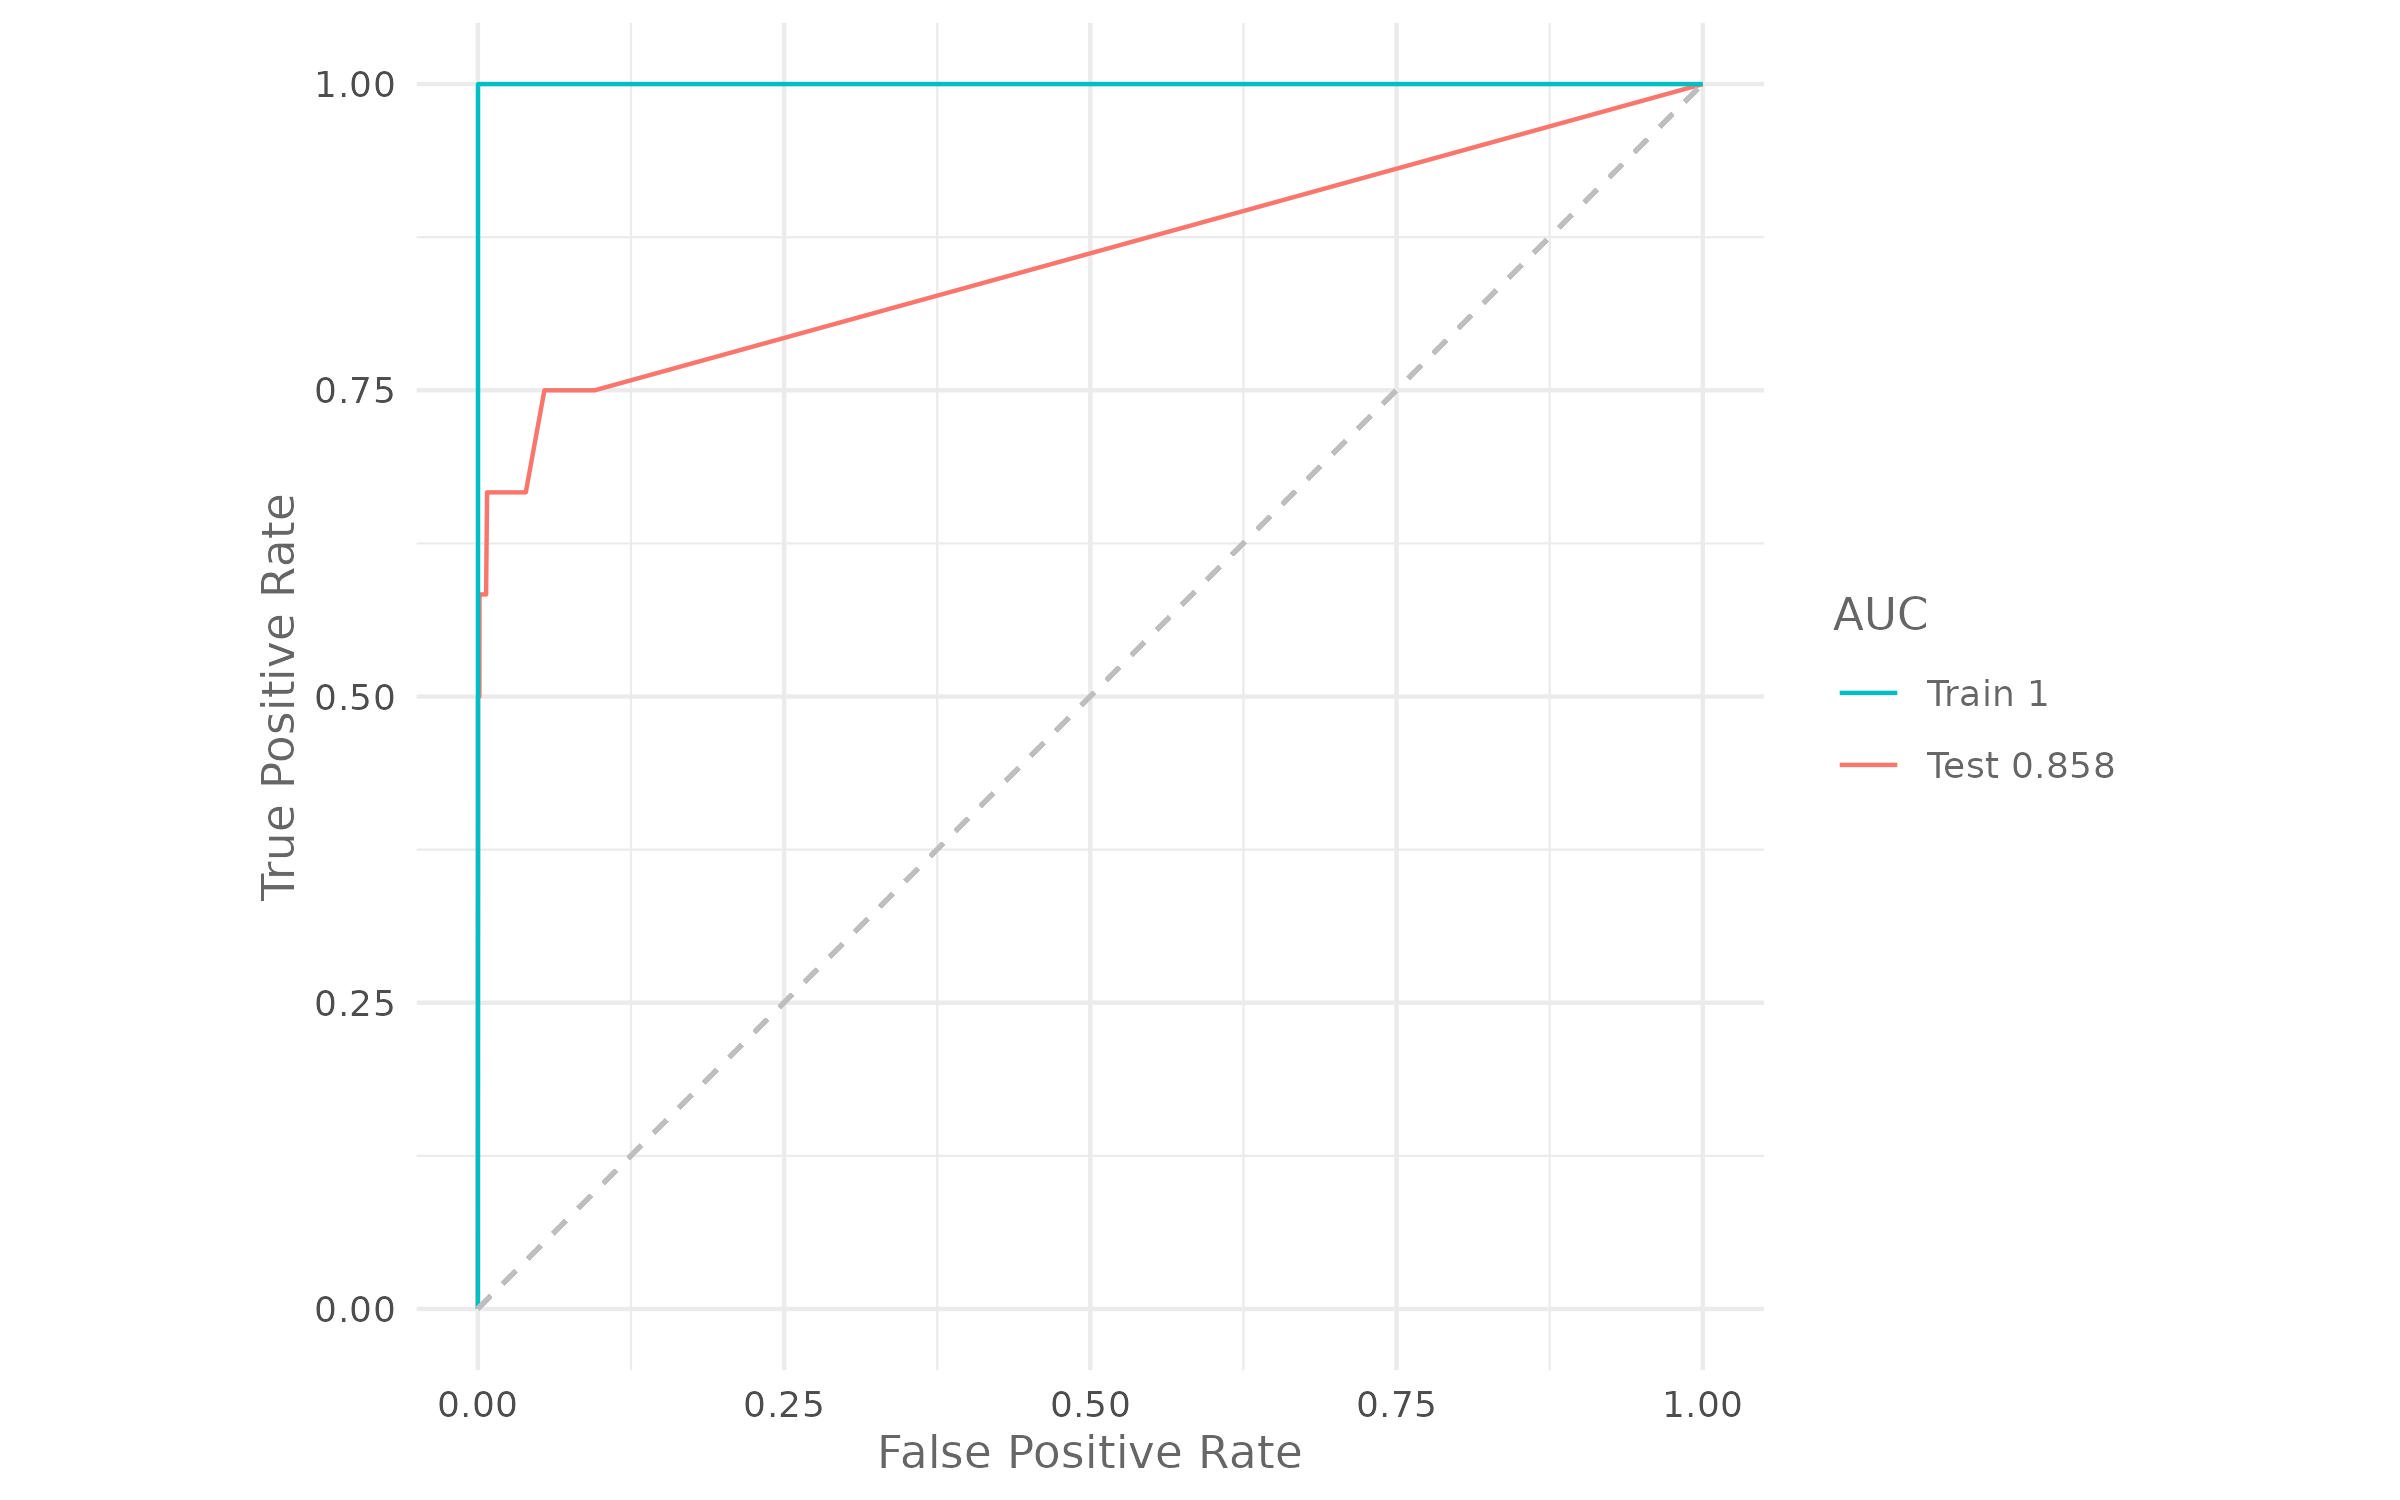 True Positive Rate
1.00
0.75
0.50
0.25
0.00
0.00 0.25 0.50 0.75 1.00
False Positive Rate
AUC
Train 1
Test 0.858